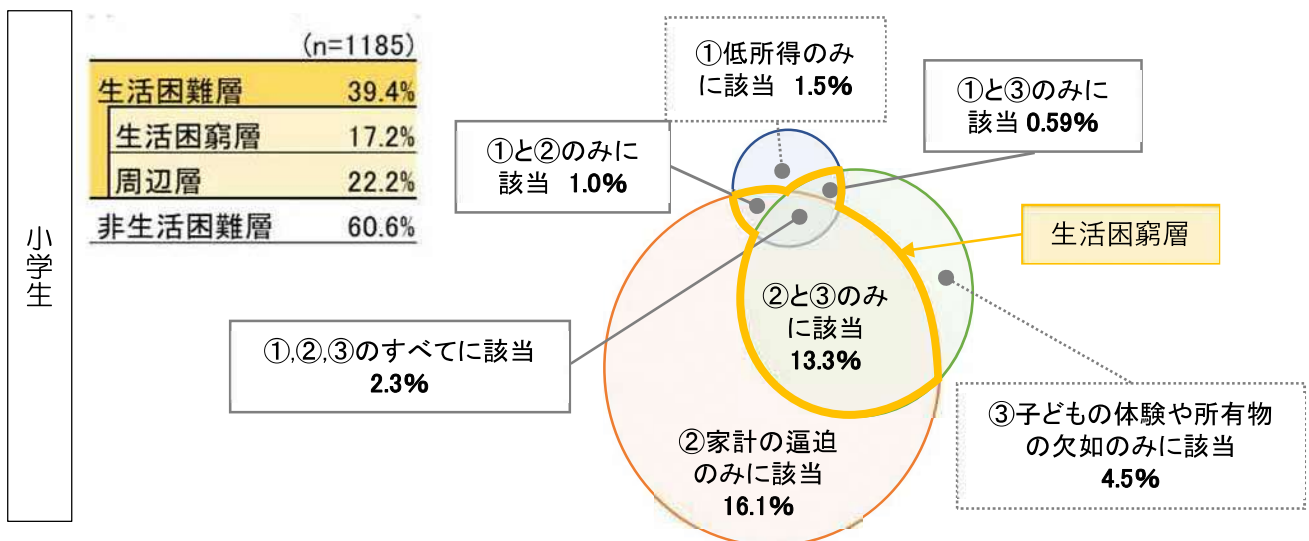 小学生
(n=1185)
生活困難層 39.4%
生活困窮層 17.2%
周辺層 22.2%
非生活困難層 60.6%
①低所得のみ
に該当 1.5%
①と③のみに
該当 0.59%
①と②のみに
該当 1.0%
生活困窮層
②と③のみ
に該当
13.3%
①,②,③のすべてに該当
2.3%
③子どもの体験や所有物
の欠如のみに該当
4.5%
②家計の逼迫
のみに該当
16.1%